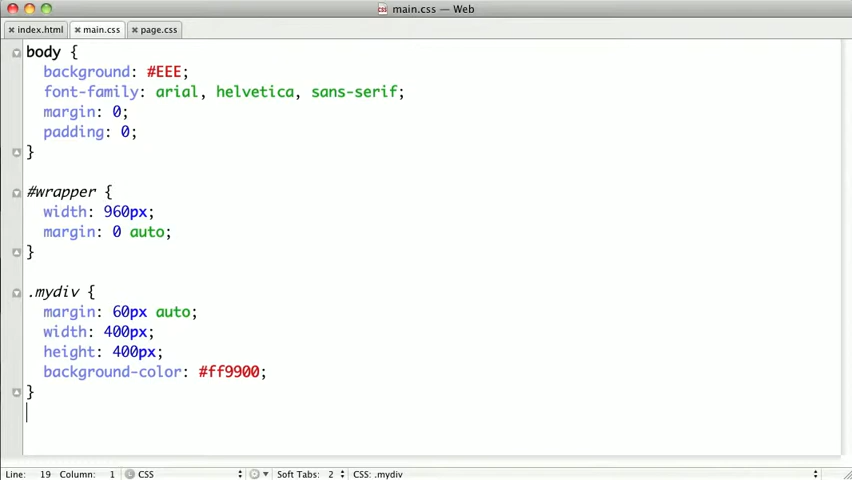 main.css — Web
index.html main.css page.css
body {
background: #EEE;
font-family: arial, helvetica, sans-serif;
margin: 0;
padding: 0;
}
#wrapper {
width: 960px;
margin: 0 auto;
}
.mydiv {
margin: 60px auto;
width: 400px;
height: 400px;
background-color: #ff9900;
}
Line: 19 Column: 1 CSS Soft Tabs: 2 CSS: .mydiv